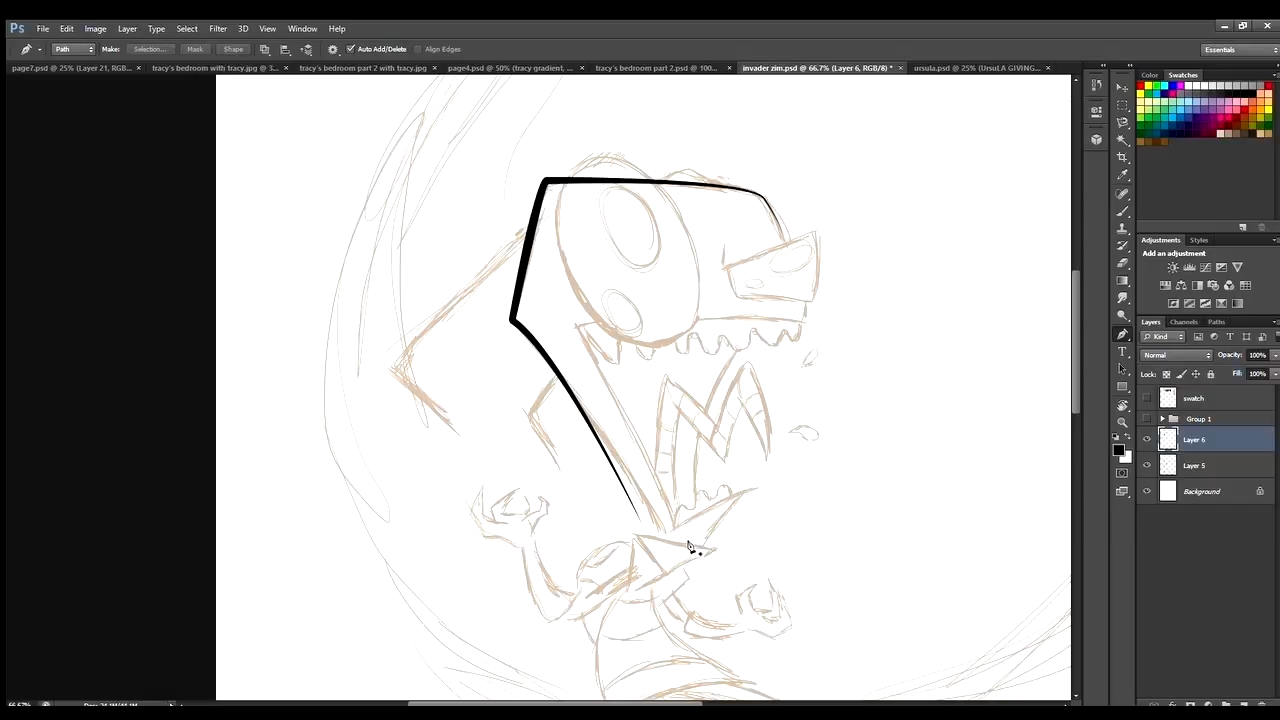 Ps File Edit Image Layer Type Select Filter 3D View Window Help
Path Make: Selection... Mask Shape Auto Add/Delete Align Edges Essentials
page7.psd @ 25% (Layer 21, RGB... × tracy's bedroom with tracy.jpg @ 3... × tracy's bedroom part 2 with tracy.jpg × page4.psd @ 50% (tracy gradient, ... × tracy's bedroom part 2.psd @ 100... × invader zim.psd @ 66.7% (Layer 6, RGB/8) * × ursula.psd @ 25% (UrsuLA GIVING... ×
Color Swatches
Adjustments Styles
Add an adjustment
Layers Channels Paths
Kind
Normal Opacity: 100%
Lock: Fill: 100%
swatch
Group 1
Layer 6
Layer 5
Background